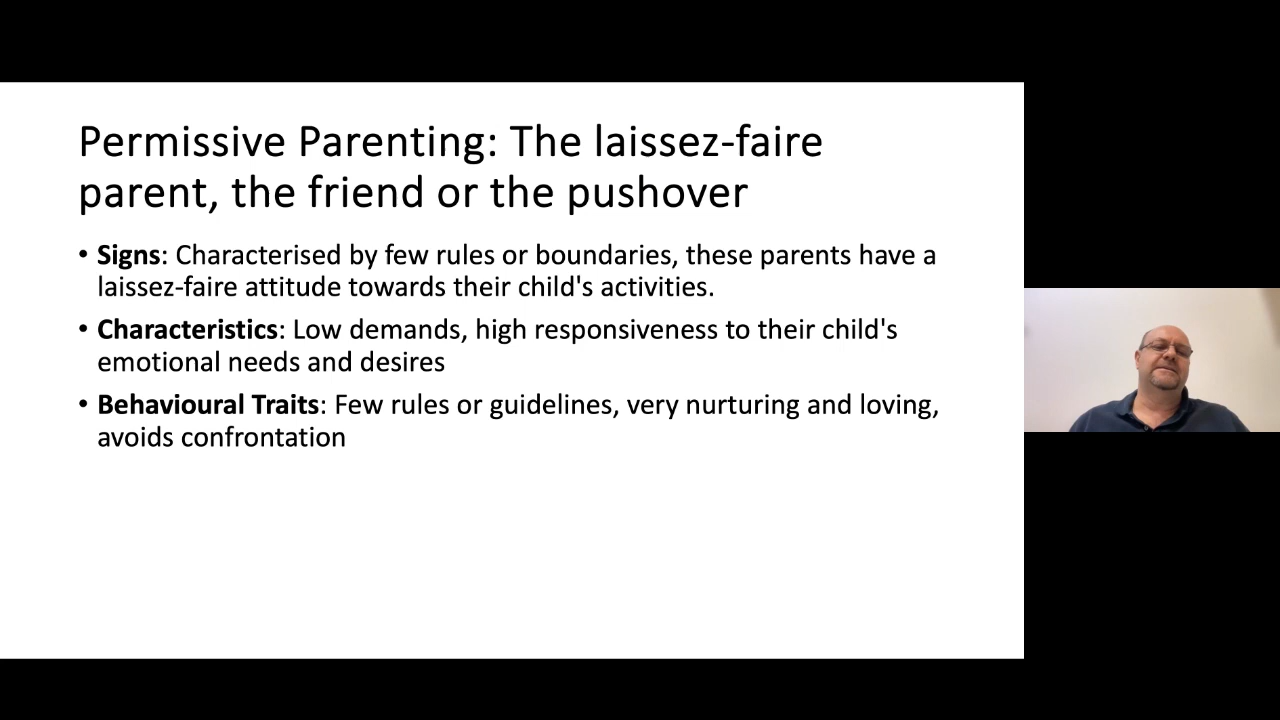 Permissive Parenting: The laissez-faire
parent, the friend or the pushover
• Signs: Characterised by few rules or boundaries, these parents have a
laissez-faire attitude towards their child's activities.
• Characteristics: Low demands, high responsiveness to their child's
emotional needs and desires
• Behavioural Traits: Few rules or guidelines, very nurturing and loving,
avoids confrontation